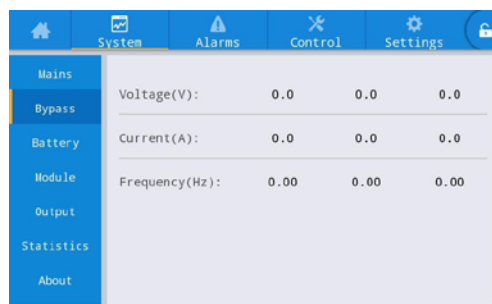 System Alarms Control Settings
Mains
Bypass
Battery
Module
Output
Statistics
About
Voltage(V): 0.0 0.0 0.0
Current(A): 0.0 0.0 0.0
Frequency(Hz): 0.00 0.00 0.00